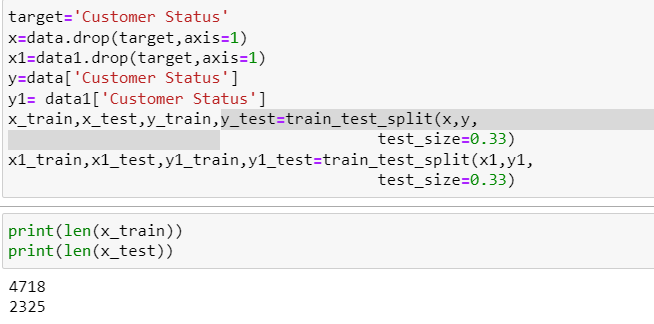 target='Customer Status'
x=data.drop(target,axis=1)
x1=data1.drop(target,axis=1)
y=data['Customer Status']
y1= data1['Customer Status']
x_train,x_test,y_train,y_test=train_test_split(x,y,
test_size=0.33)
x1_train,x1_test,y1_train,y1_test=train_test_split(x1,y1,
test_size=0.33)
print(len(x_train))
print(len(x_test))
4718
2325